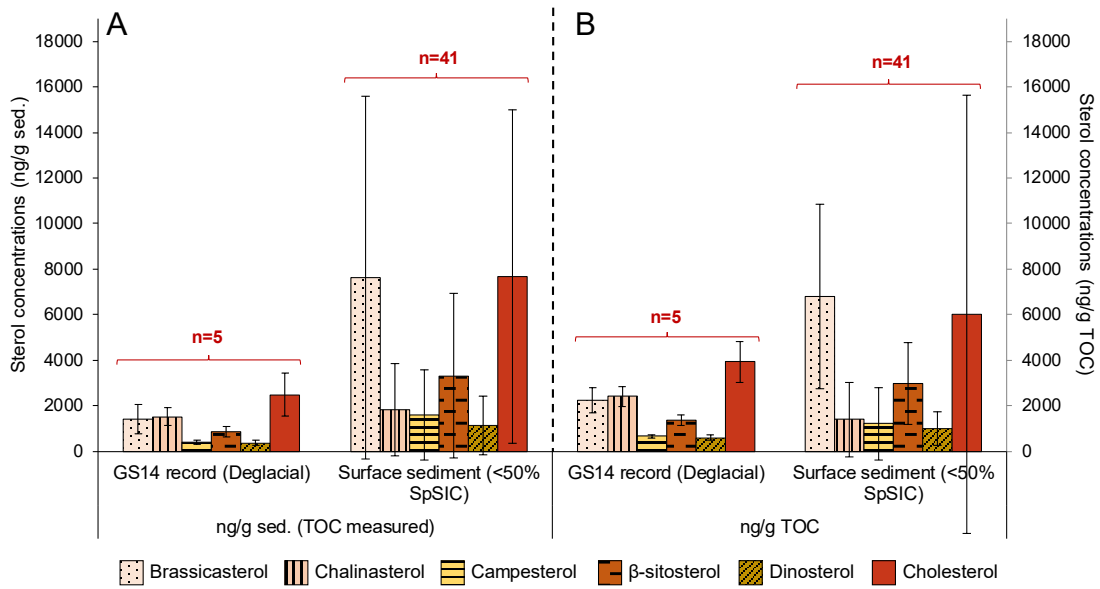 A
B
Sterol concentrations (ng/g sed.)
18000
16000
14000
12000
10000
8000
6000
4000
2000
0
n=5
n=41
n=5
n=41
18000
16000
14000
12000
10000
8000
6000
4000
2000
0
Sterol concentrations (ng/g TOC)
GS14 record (Deglacial)
Surface sediment (<50%
SpSIC)
GS14 record (Deglacial)
Surface sediment (<50%
SpSIC)
ng/g sed. (TOC measured)
ng/g TOC
Brassicasterol
Chalinasterol
Campesterol
β-sitosterol
Dinosterol
Cholesterol